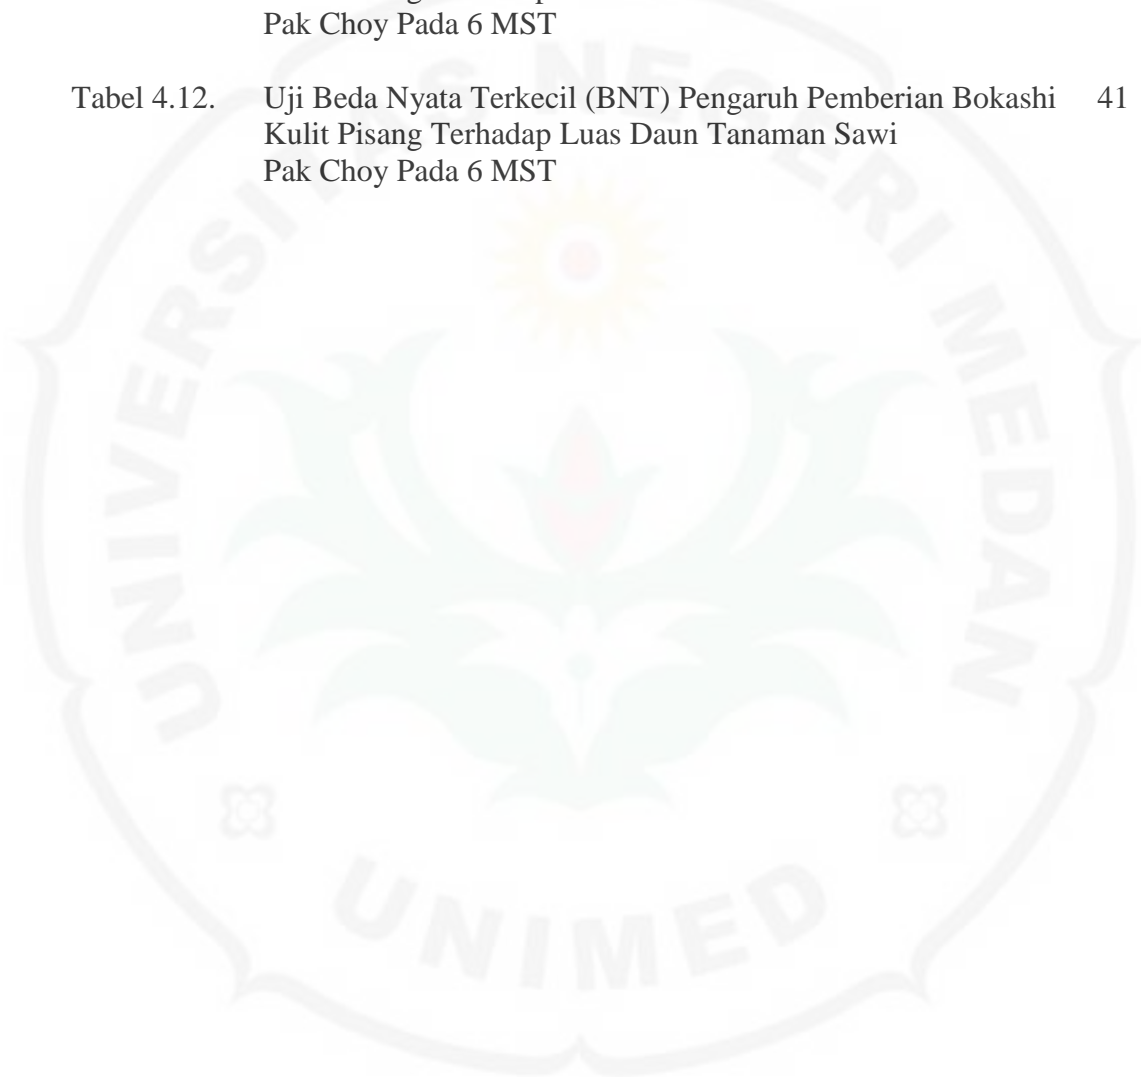 Pak Choy Pada 6 MST
Tabel 4.12. Uji Beda Nyata Terkecil (BNT) Pengaruh Pemberian Bokashi 41
Kulit Pisang Terhadap Luas Daun Tanaman Sawi
Pak Choy Pada 6 MST
UNIVERSITAS NEGERI MEDAN
UNIMED